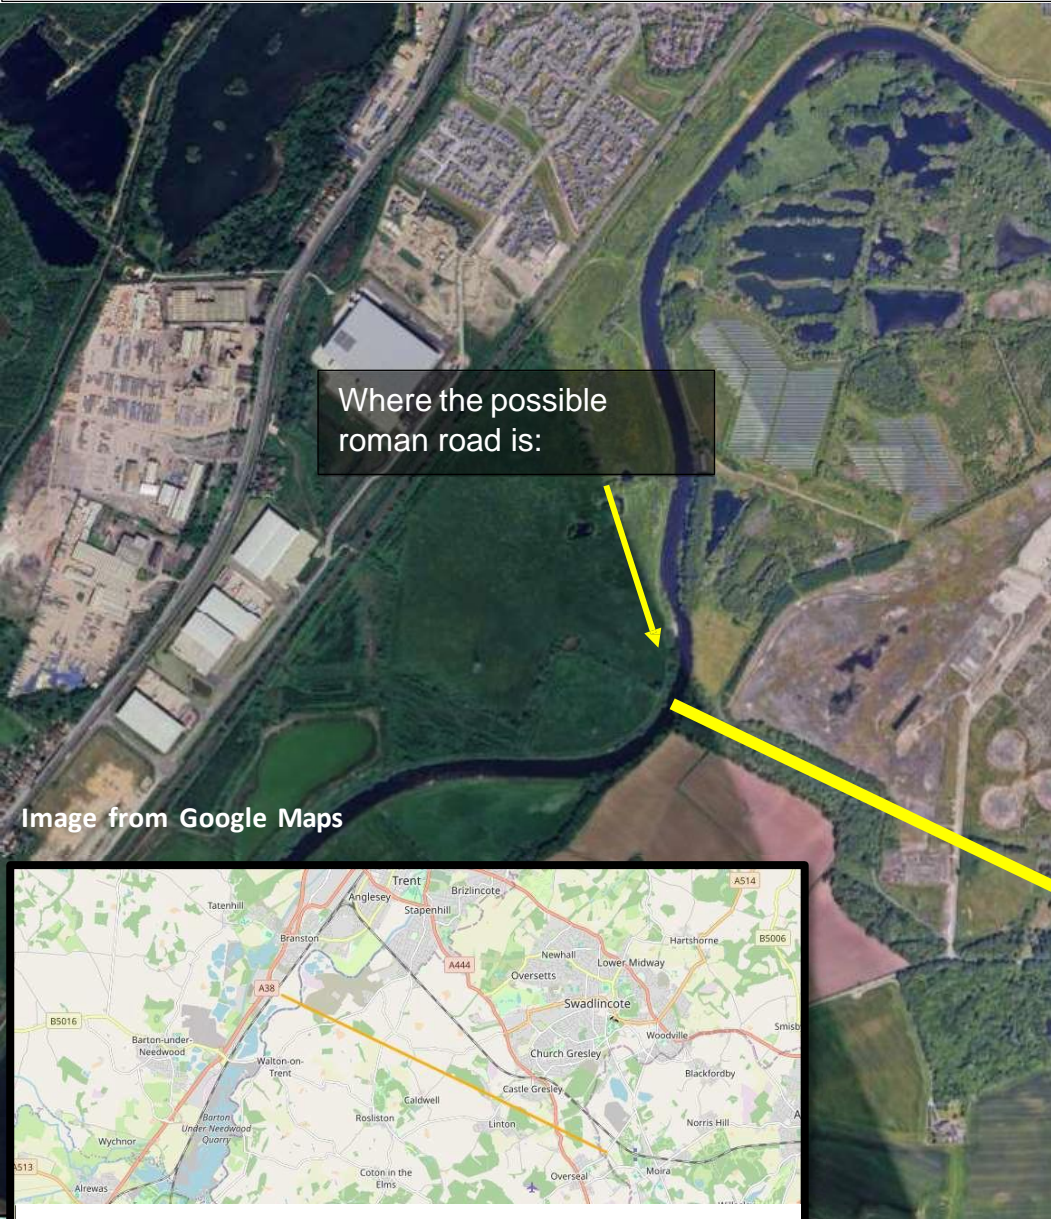 Where the possible
roman road is:
Image from Google Maps
Trent
A514
Anglesey
Brizlincote
Tatenhill
Stapenhill
Branston
Hartshorne
B5006
Newhall
Lower Midway
A444
Oversetts
A38
Swadlincote
B5016
Smisb
Barton-under-
Needwood
Woodville
Walton-on-
Trent
Church Gresley
Blackfordby
Castle Gresley
Caldwell
Barton
Under Needwood
Quarry
Rosliston
Linton
Norris Hill
A
Wychnor
A513
Coton in the
Elms
Moira
Overseal
Alrewas